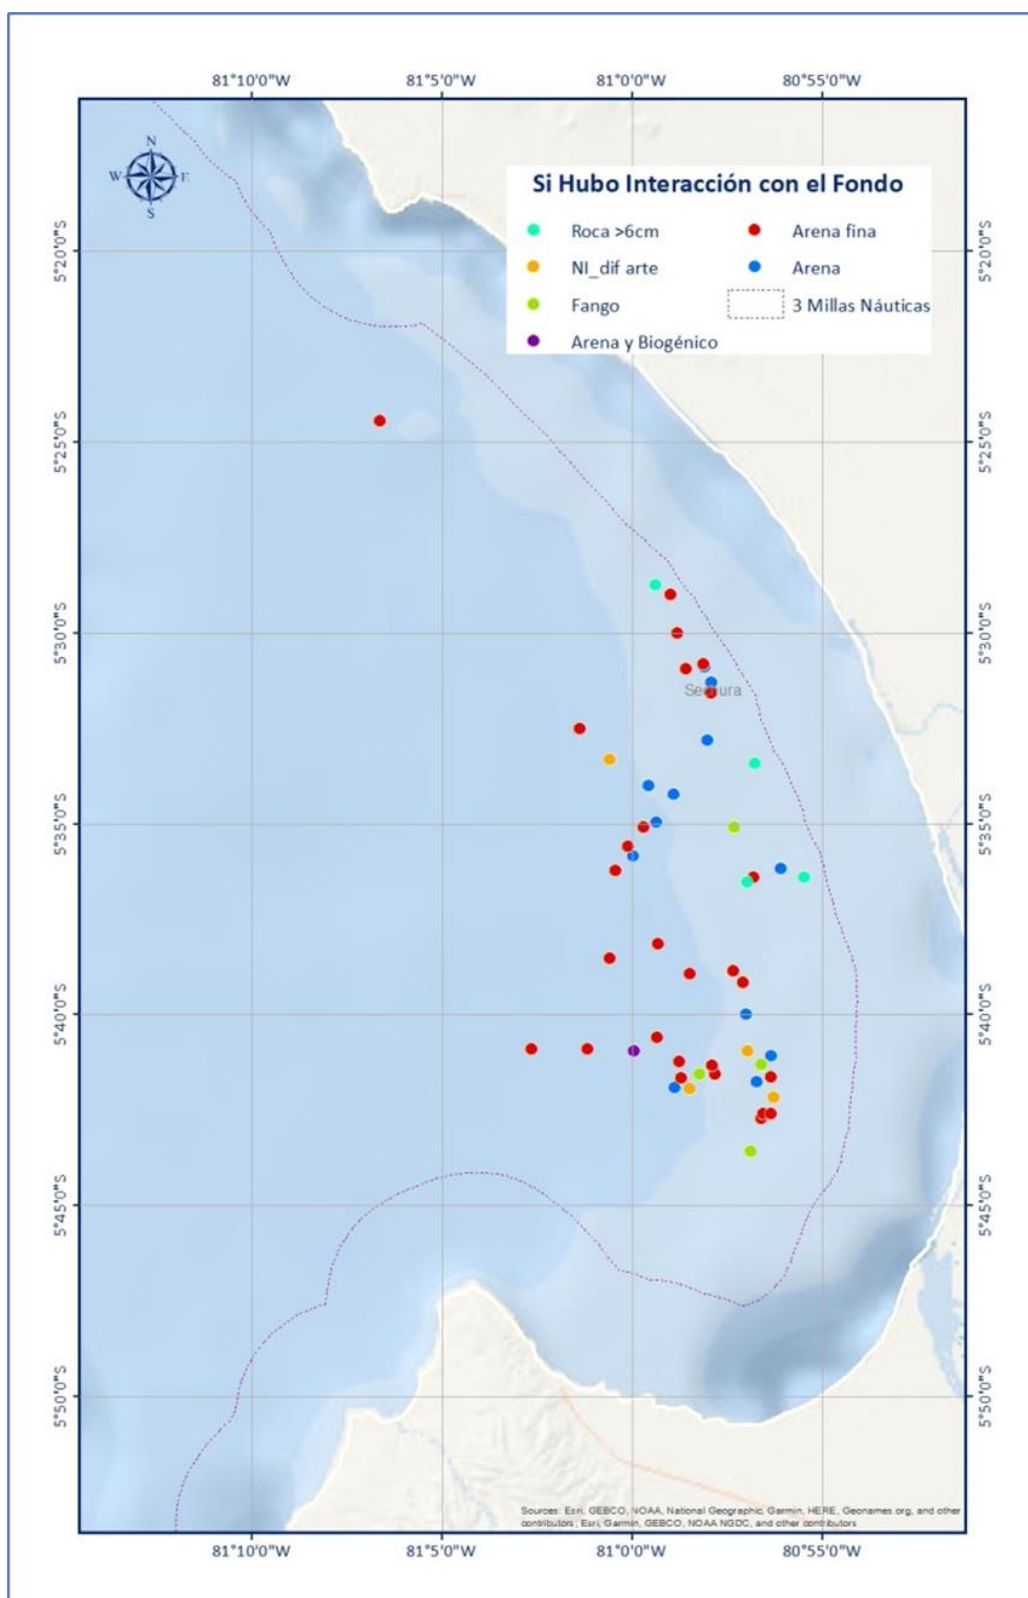 81°10'0"W 81°5'0"W 81°0'0"W 80°55'0"W
N
W E
S
Si Hubo Interacción con el Fondo
Roca >6cm Arena fina
NI_dif arte Arena
Fango 3 Millas Náuticas
Arena y Biogénico
5°20'0"S 5°20'0"S
5°25'0"S 5°25'0"S
5°30'0"S 5°30'0"S
Sechura
5°35'0"S 5°35'0"S
5°40'0"S 5°40'0"S
5°45'0"S 5°45'0"S
5°50'0"S 5°50'0"S
Sources: Esri, GEBCO, NOAA, National Geographic, Garmin, HERE, Geonames.org, and other
contributors; Esri, Garmin, GEBCO, NOAA NGDC, and other contributors
81°10'0"W 81°5'0"W 81°0'0"W 80°55'0"W